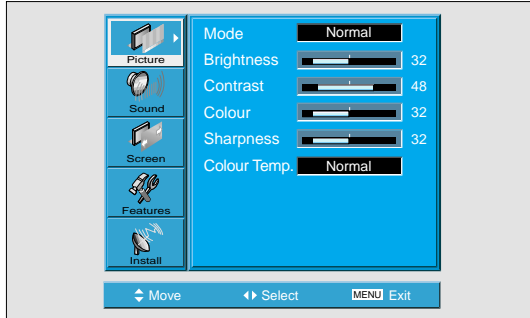 Picture
Sound
Screen
Features
Install
Mode Normal
Brightness 32
Contrast 48
Colour 32
Sharpness 32
Colour Temp. Normal
Move Select MENU Exit